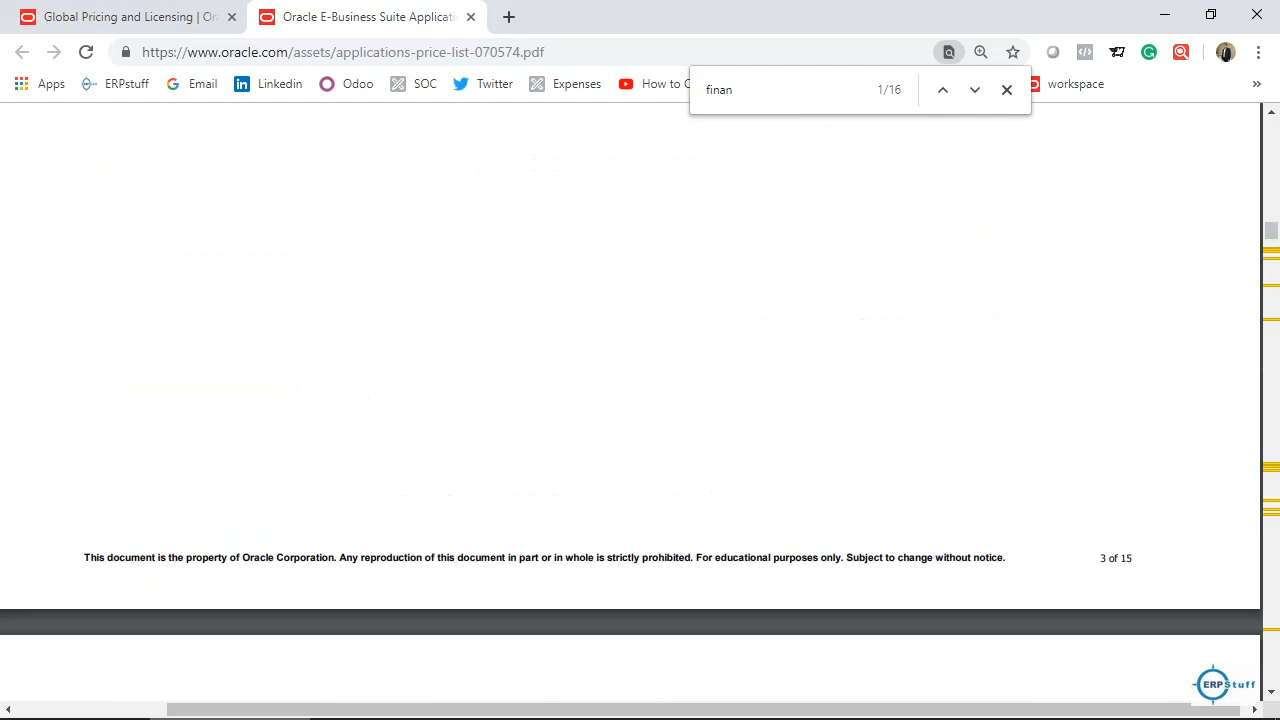 Global Pricing and Licensing | Or
Oracle E-Business Suite Applicati
https://www.oracle.com/assets/applications-price-list-070574.pdf
Apps
ERPstuff
Email
Linkedin
Odoo
SOC
Twitter
Expenses
How to C
workspace
finan
1/16
This document is the property of Oracle Corporation. Any reproduction of this document in part or in whole is strictly prohibited. For educational purposes only. Subject to change without notice.
3 of 15
ERPStuff